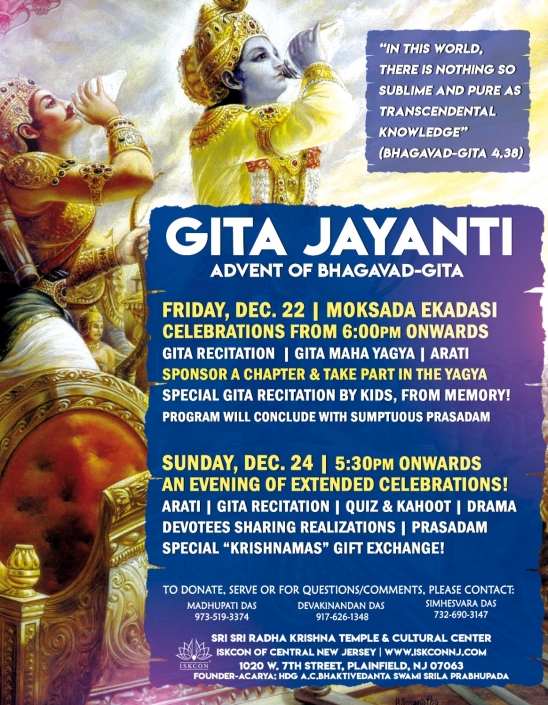 “IN THIS WORLD,
THERE IS NOTHING SO
SUBLIME AND PURE AS
TRANSCENDENTAL
KNOWLEDGE”
(BHAGAVAD-GITA 4.38)
GITA JAYANTI
ADVENT OF BHAGAVAD-GITA
FRIDAY, DEC. 22 | MOKSADA EKADASI
CELEBRATIONS FROM 6:00PM ONWARDS
GITA RECITATION | GITA MAHA YAGYA | ARATI
SPONSOR A CHAPTER & TAKE PART IN THE YAGYA
SPECIAL GITA RECITATION BY KIDS, FROM MEMORY!
PROGRAM WILL CONCLUDE WITH SUMPTUOUS PRASADAM
SUNDAY, DEC. 24 | 5:30PM ONWARDS
AN EVENING OF EXTENDED CELEBRATIONS!
ARATI | GITA RECITATION | QUIZ & KAHOOT | DRAMA
DEVOTEES SHARING REALIZATIONS | PRASADAM
SPECIAL “KRISHNAMAS” GIFT EXCHANGE!
TO DONATE, SERVE OR FOR QUESTIONS/COMMENTS, PLEASE CONTACT:
MADHUPATI DAS DEVAKINANDAN DAS SIMHESVARA DAS
973-519-3374 917-626-1348 732-690-3147
SRI SRI RADHA KRISHNA TEMPLE & CULTURAL CENTER
ISKCON OF CENTRAL NEW JERSEY | WWW.ISKCONNJ.COM
1020 W. 7TH STREET, PLAINFIELD, NJ 07063
FOUNDER-ACARYA: HDG A.C.BHAKTIVEDANTA SWAMI SRILA PRABHUPADA
ISKCON